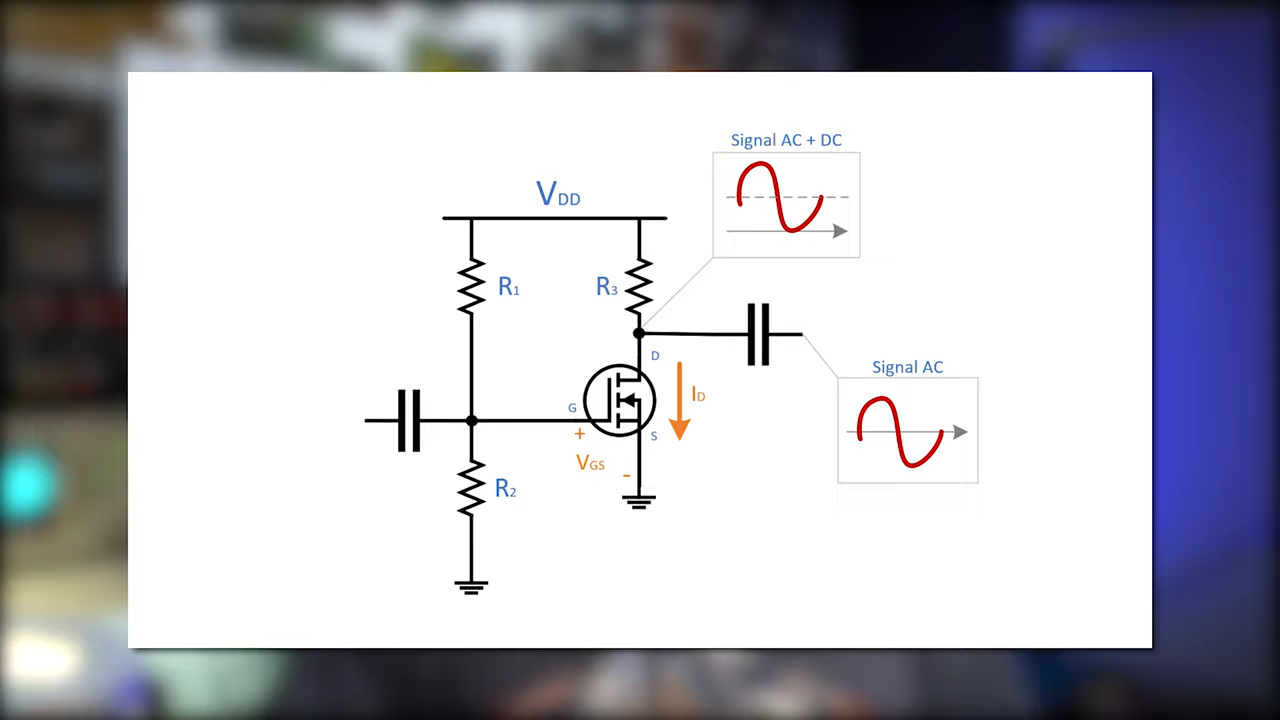 Signal AC + DC
VDD
R1
R3
D
Signal AC
ID
G
+
S
VGS
-
R2